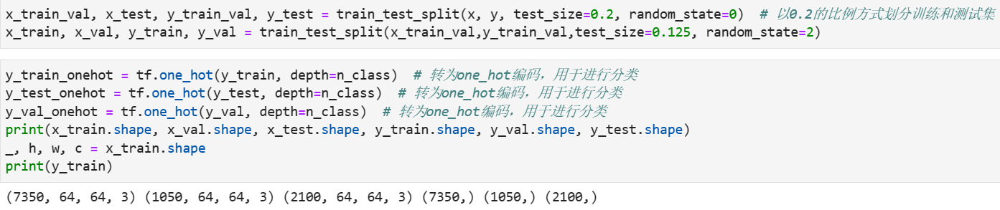 x_train_val, x_test, y_train_val, y_test = train_test_split(x, y, test_size=0.2, random_state=0)  # 以0.2的比例方式划分训练和测试集
x_train, x_val, y_train, y_val = train_test_split(x_train_val,y_train_val,test_size=0.125, random_state=2)
y_train_onehot = tf.one_hot(y_train, depth=n_class)  # 转为one_hot编码，用于进行分类
y_test_onehot = tf.one_hot(y_test, depth=n_class)  # 转为one_hot编码，用于进行分类
y_val_onehot = tf.one_hot(y_val, depth=n_class)  # 转为one_hot编码，用于进行分类
print(x_train.shape, x_val.shape, x_test.shape, y_train.shape, y_val.shape, y_test.shape)
_, h, w, c = x_train.shape
print(y_train)
(7350, 64, 64, 3) (1050, 64, 64, 3) (2100, 64, 64, 3) (7350,) (1050,) (2100,)